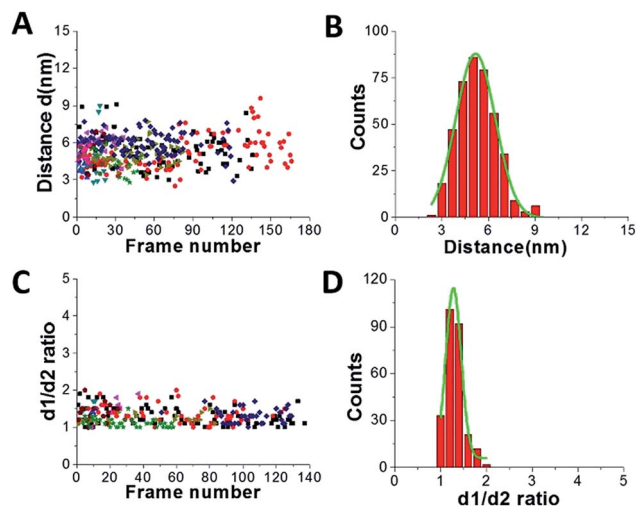 A
15
12
9
6
3
0
Distance d(nm)
0 30 60 90 120 150 180
Frame number
B
100
75
50
25
0
Counts
3 6 9 12 15
Distance(nm)
C
5
4
3
2
1
0
d1/d2 ratio
0 20 40 60 80 100 120 140
Frame number
D
120
90
60
30
0
Counts
0 1 2 3 4 5
d1/d2 ratio